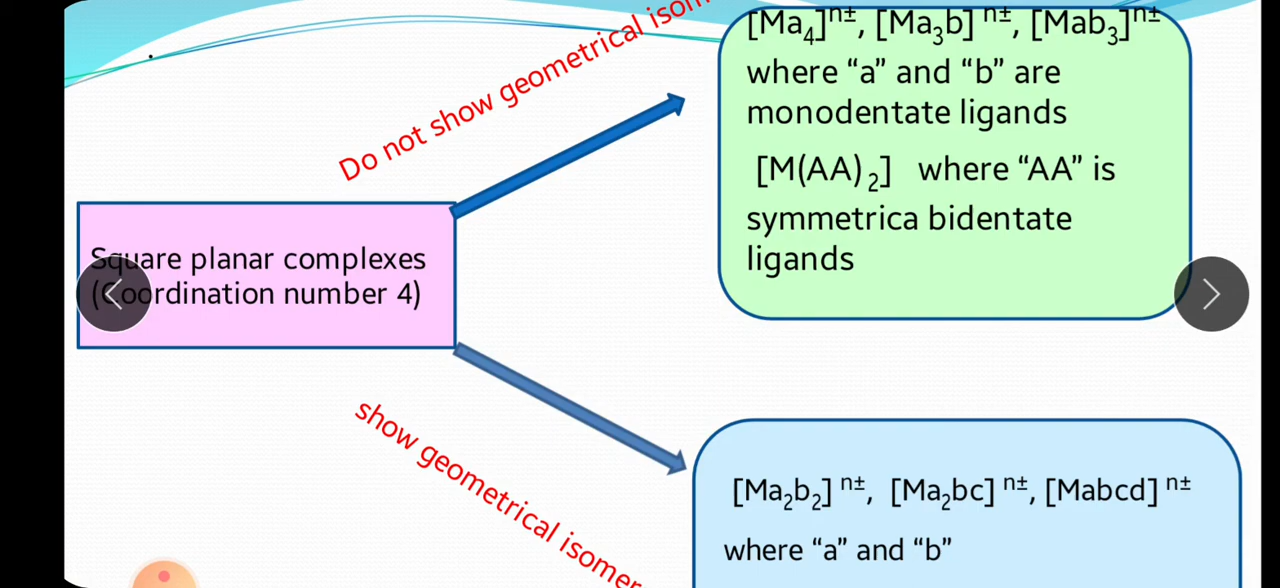 Do not show geometrical
[Ma₄]ⁿ±, [Ma₃b]ⁿ±, [Mab₃]ⁿ±
where “a” and “b” are
monodentate ligands
[M(AA)₂] where “AA” is
symmetrica bidentate
ligands
Square planar complexes
(Coordination number 4)
show geometrical
[Ma₂b₂]ⁿ±, [Ma₂bc]ⁿ±, [Mabcd]ⁿ±
where “a” and “b”